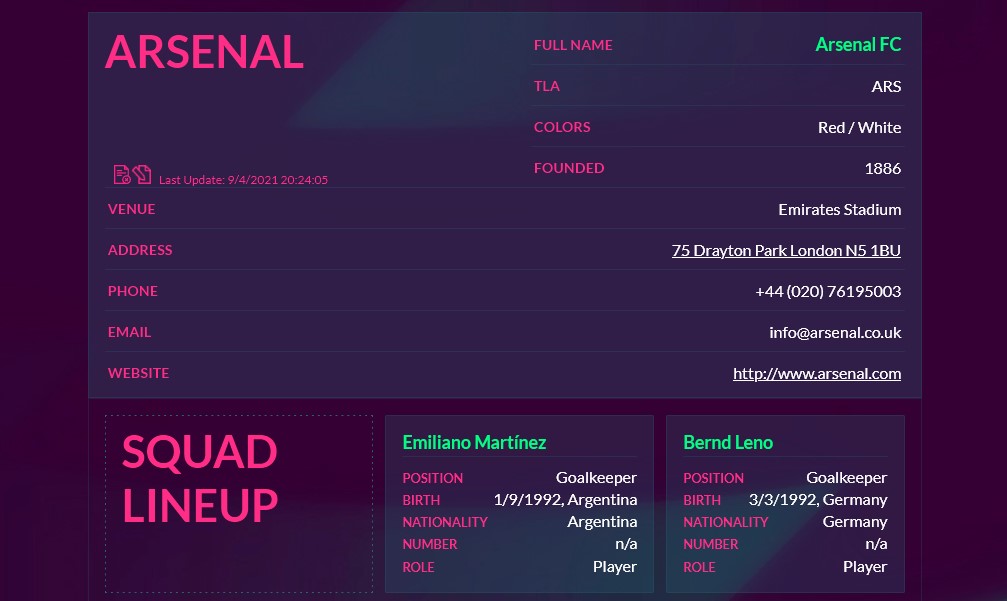 ARSENAL
FULL NAME Arsenal FC
TLA ARS
COLORS Red / White
FOUNDED 1886
Last Update: 9/4/2021 20:24:05
VENUE Emirates Stadium
ADDRESS 75 Drayton Park London N5 1BU
PHONE +44 (020) 76195003
EMAIL info@arsenal.co.uk
WEBSITE http://www.arsenal.com
SQUAD
LINEUP
Emiliano Martínez
POSITION Goalkeeper
BIRTH 1/9/1992, Argentina
NATIONALITY Argentina
NUMBER n/a
ROLE Player
Bernd Leno
POSITION Goalkeeper
BIRTH 3/3/1992, Germany
NATIONALITY Germany
NUMBER n/a
ROLE Player